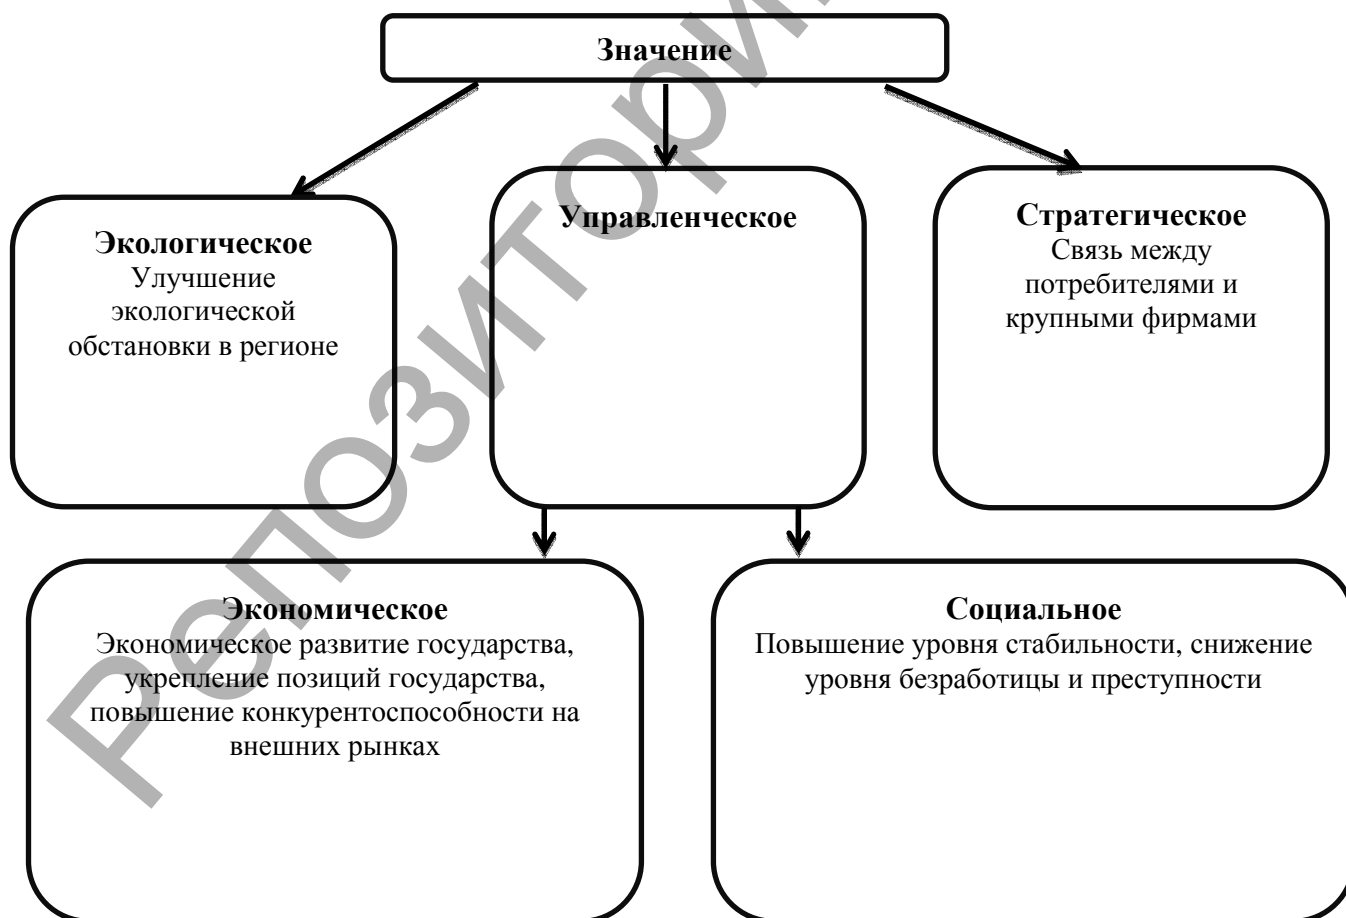 Значение
Экологическое
Улучшение
экологической
обстановки в регионе
Управленческое
Стратегическое
Связь между
потребителями и
крупными фирмами
Экономическое
Экономическое развитие государства,
укрепление позиций государства,
повышение конкурентоспособности на
внешних рынках
Социальное
Повышение уровня стабильности, снижение
уровня безработицы и преступности